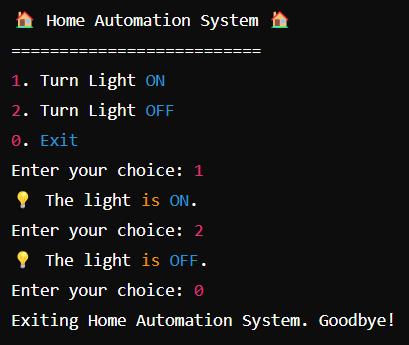 🏠 Home Automation System 🏠
==========================
1. Turn Light ON
2. Turn Light OFF
0. Exit
Enter your choice: 1
💡 The light is ON.
Enter your choice: 2
💡 The light is OFF.
Enter your choice: 0
Exiting Home Automation System. Goodbye!